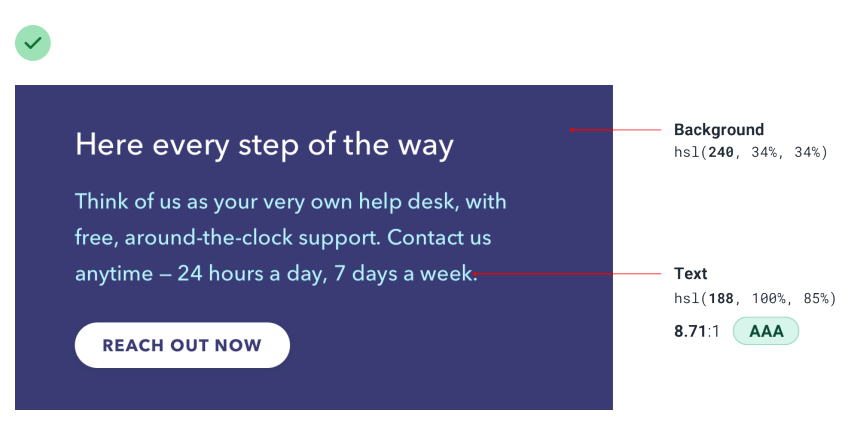 Here every step of the way
Think of us as your very own help desk, with
free, around-the-clock support. Contact us
anytime – 24 hours a day, 7 days a week.
REACH OUT NOW
Background
hsl(240, 34%, 34%)
Text
hsl(188, 100%, 85%)
8.71:1 AAA